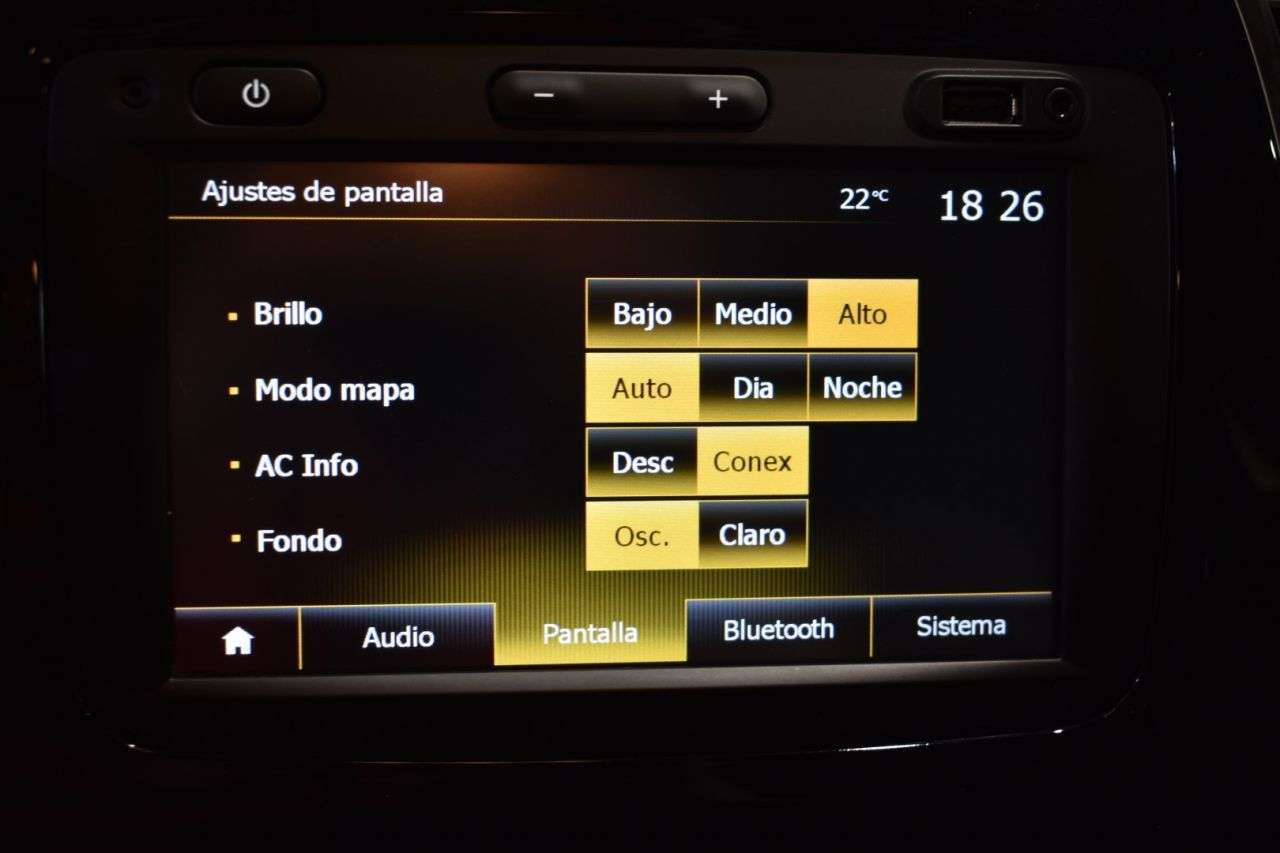 Ajustes de pantalla 22°C 18 26
Brillo Bajo Medio Alto
Modo mapa Auto Dia Noche
AC Info Desc Conex
Fondo Osc. Claro
Audio Pantalla Bluetooth Sistema